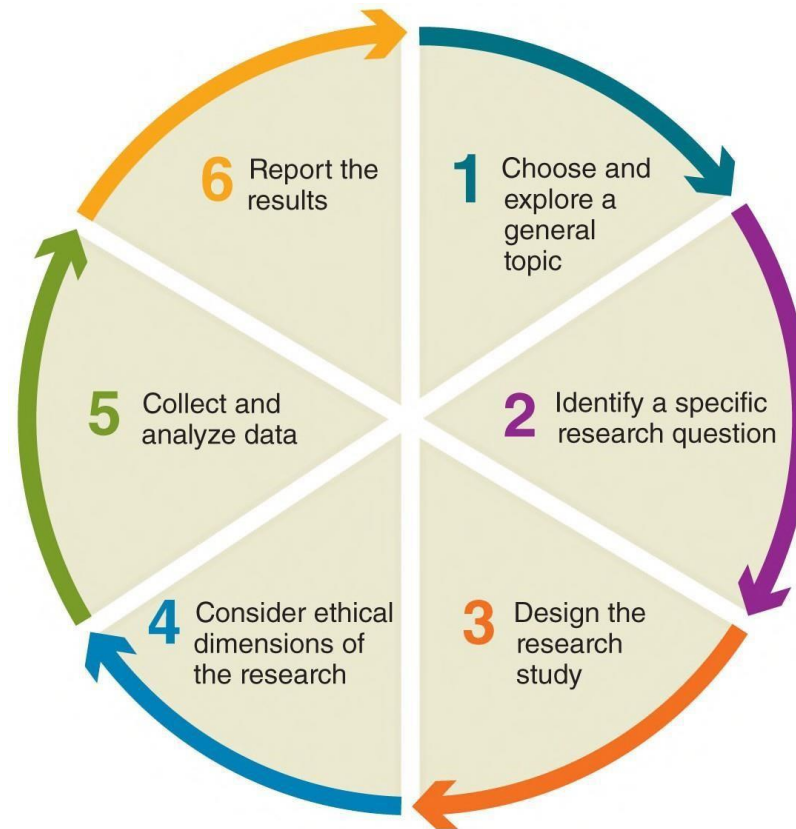 1 Choose and
explore a
general
topic
2 Identify a specific
research question
3 Design the
research
study
4 Consider ethical
dimensions of
the research
5 Collect and
analyze data
6 Report the
results